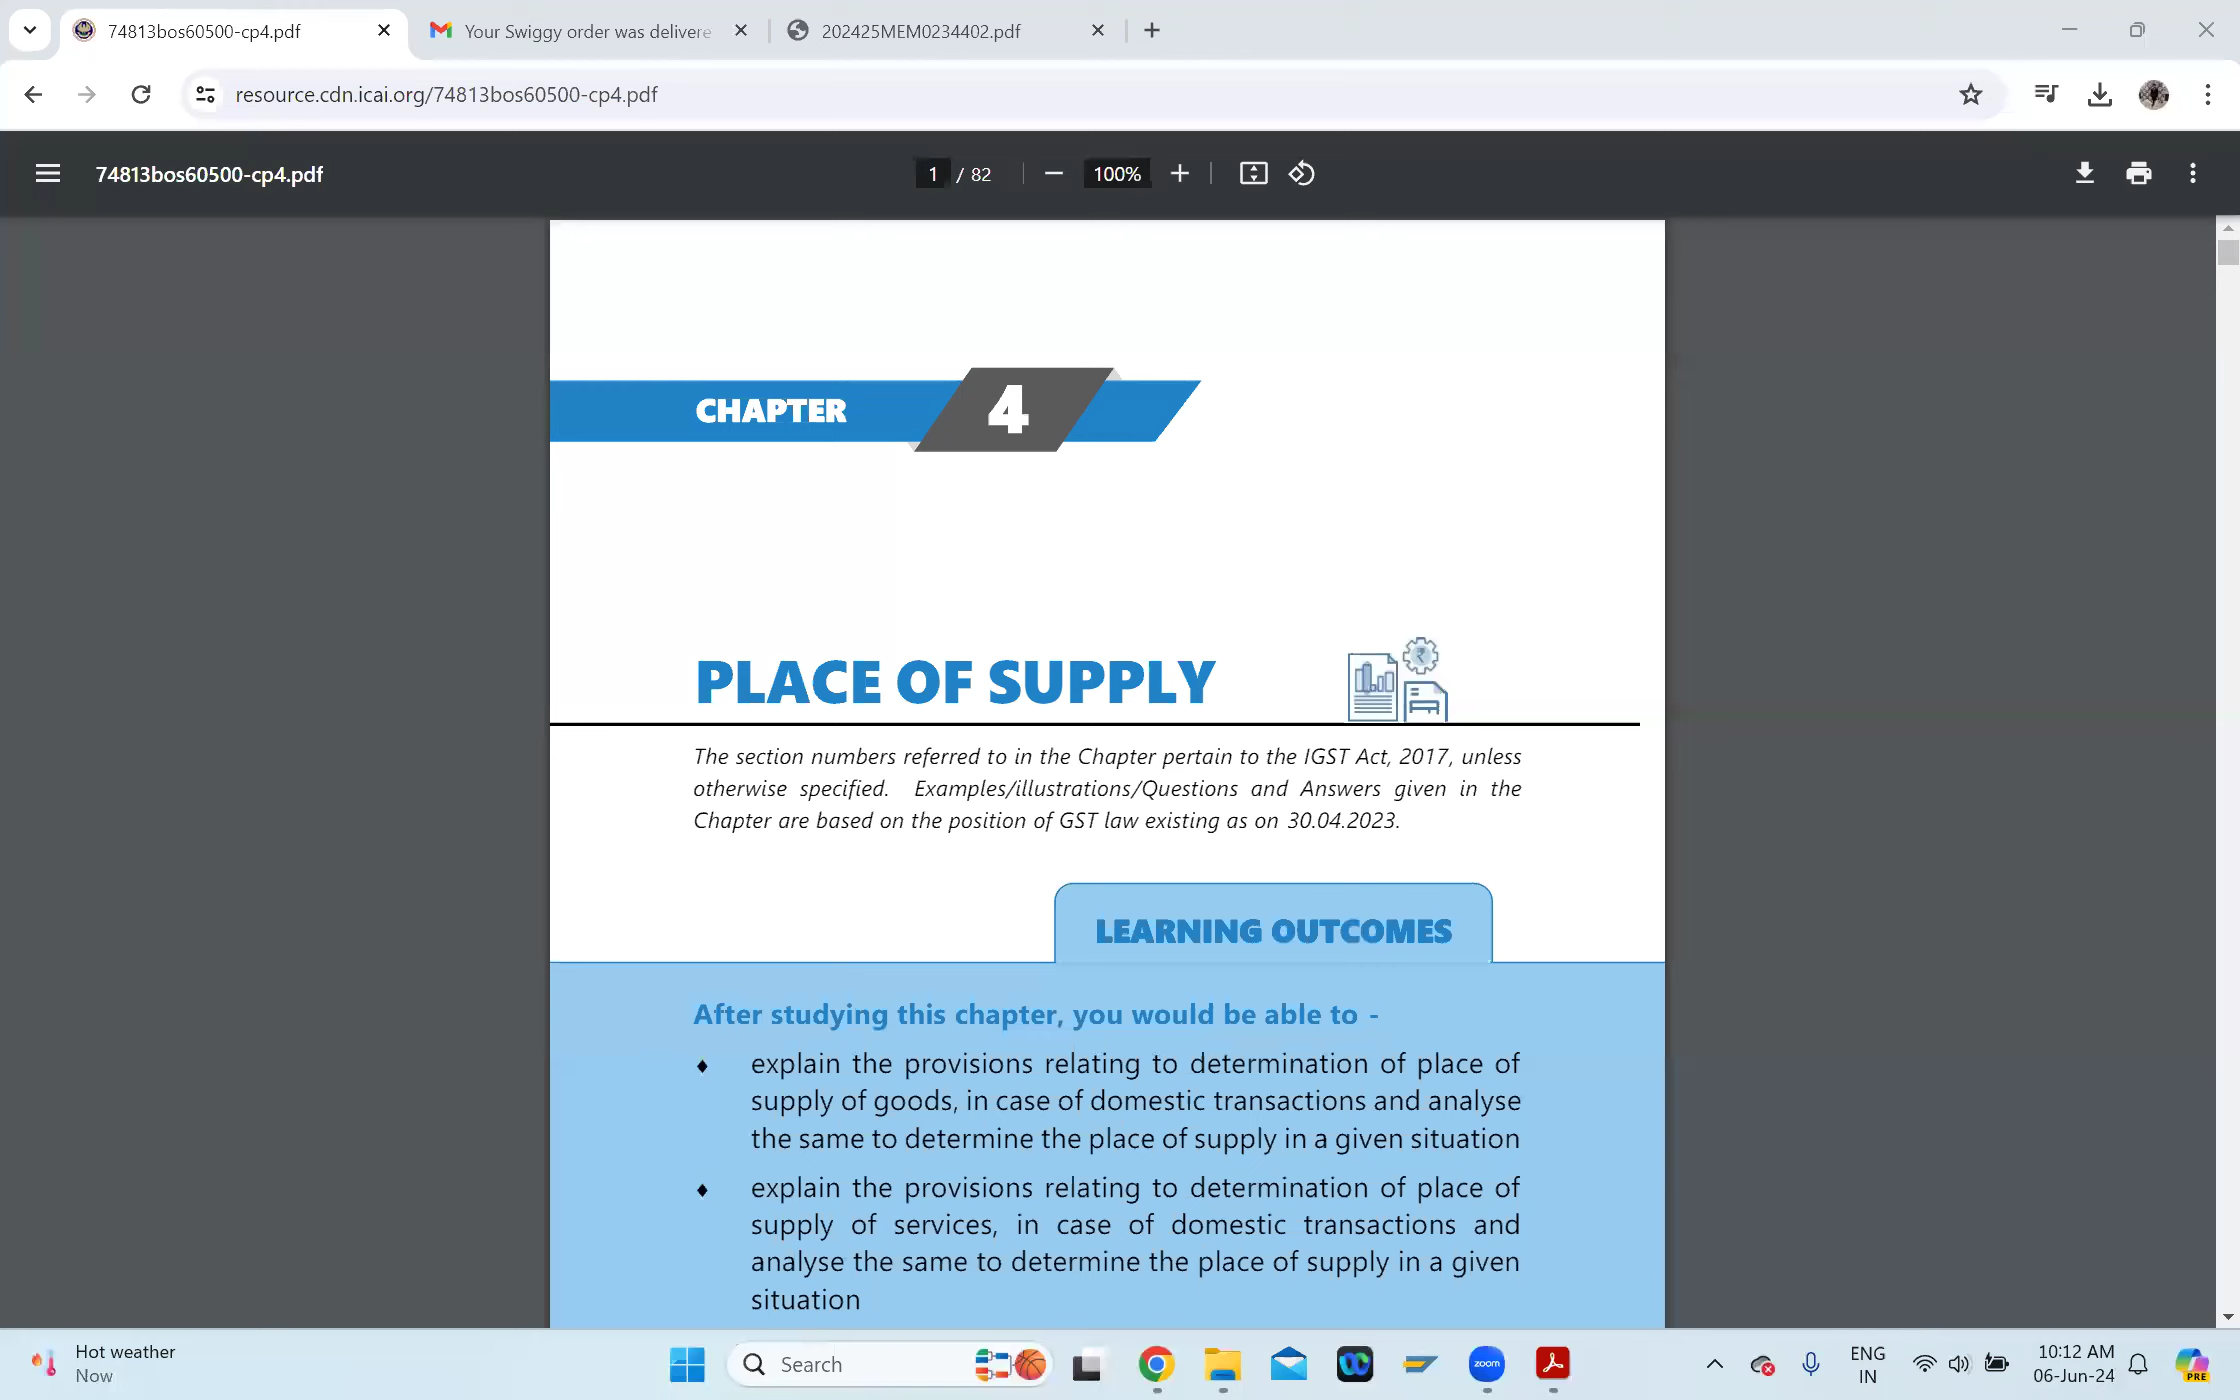 74813bos60500-cp4.pdf
Your Swiggy order was delivere
202425MEM0234402.pdf
resource.cdn.icai.org/74813bos60500-cp4.pdf
74813bos60500-cp4.pdf
1 / 82
100%
CHAPTER 4
PLACE OF SUPPLY
The section numbers referred to in the Chapter pertain to the IGST Act, 2017, unless
otherwise specified. Examples/illustrations/Questions and Answers given in the
Chapter are based on the position of GST law existing as on 30.04.2023.
LEARNING OUTCOMES
After studying this chapter, you would be able to -
♦ explain the provisions relating to determination of place of
supply of goods, in case of domestic transactions and analyse
the same to determine the place of supply in a given situation
♦ explain the provisions relating to determination of place of
supply of services, in case of domestic transactions and
analyse the same to determine the place of supply in a given
situation
Hot weather
Now
Search
zoom
ENG
IN
10:12 AM
06-Jun-24
PRE